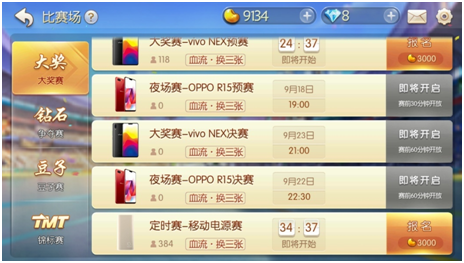 比赛场 ?
9134 +
8 +
大奖
大奖赛
钻石
豆子
TMT
锦标赛
大奖赛-vivo NEX预赛
118
血流·换三张
24 : 37
即将开始
报名
3000
夜场赛-OPPO R15预赛
0
血流·换三张
9月18日
19:00
即将开启
赛前30分钟开放
大奖赛-vivo NEX决赛
0
血流·换三张
9月23日
21:00
即将开启
赛前60分钟开放
夜场赛-OPPO R15决赛
0
血流·换三张
9月22日
22:30
即将开启
赛前60分钟开放
定时赛-移动电源赛
384
血流·换三张
34 : 37
即将开始
报名
3000